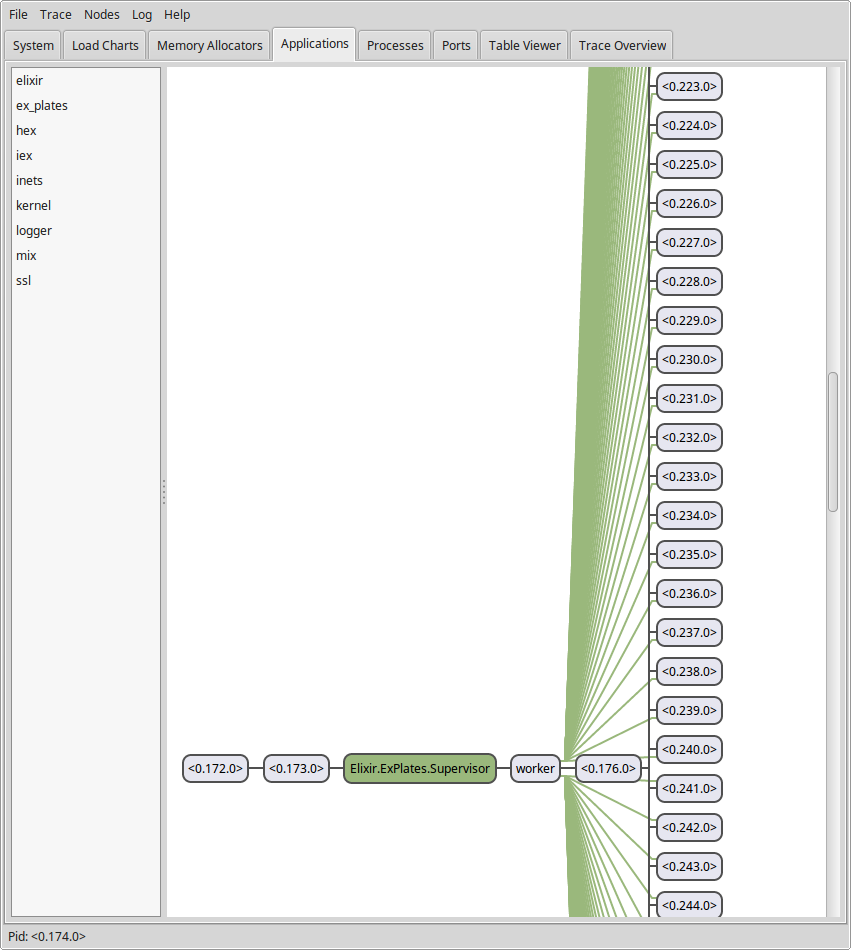 File Trace Nodes Log Help
System Load Charts Memory Allocators Applications Processes Ports Table Viewer Trace Overview
elixir
ex_plates
hex
iex
inets
kernel
logger
mix
ssl
<0.223.0>
<0.224.0>
<0.225.0>
<0.226.0>
<0.227.0>
<0.228.0>
<0.229.0>
<0.230.0>
<0.231.0>
<0.232.0>
<0.233.0>
<0.234.0>
<0.235.0>
<0.236.0>
<0.237.0>
<0.238.0>
<0.239.0>
<0.240.0>
<0.172.0> <0.173.0> Elixir.ExPlates.Supervisor worker <0.176.0>
<0.241.0>
<0.242.0>
<0.243.0>
<0.244.0>
Pid: <0.174.0>